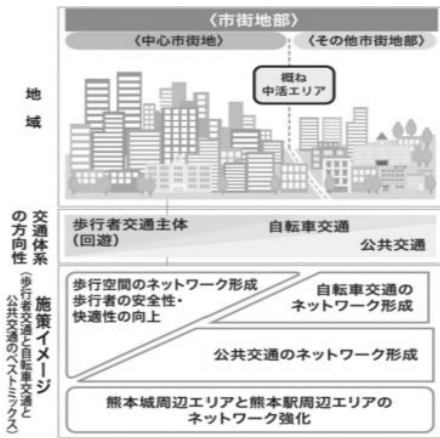 〈市街地部〉
〈中心市街地〉
〈その他市街地部〉
概ね
中活エリア
地域
交通体系
の方向性
歩行者交通主体
(回遊)
自転車交通
公共交通
施策イメージ
(歩行者交通と自転車交通と
公共交通のベストミックス)
歩行空間のネットワーク形成
歩行者の安全性・
快適性の向上
自転車交通の
ネットワーク形成
公共交通のネットワーク形成
熊本城周辺エリアと熊本駅周辺エリアの
ネットワーク強化